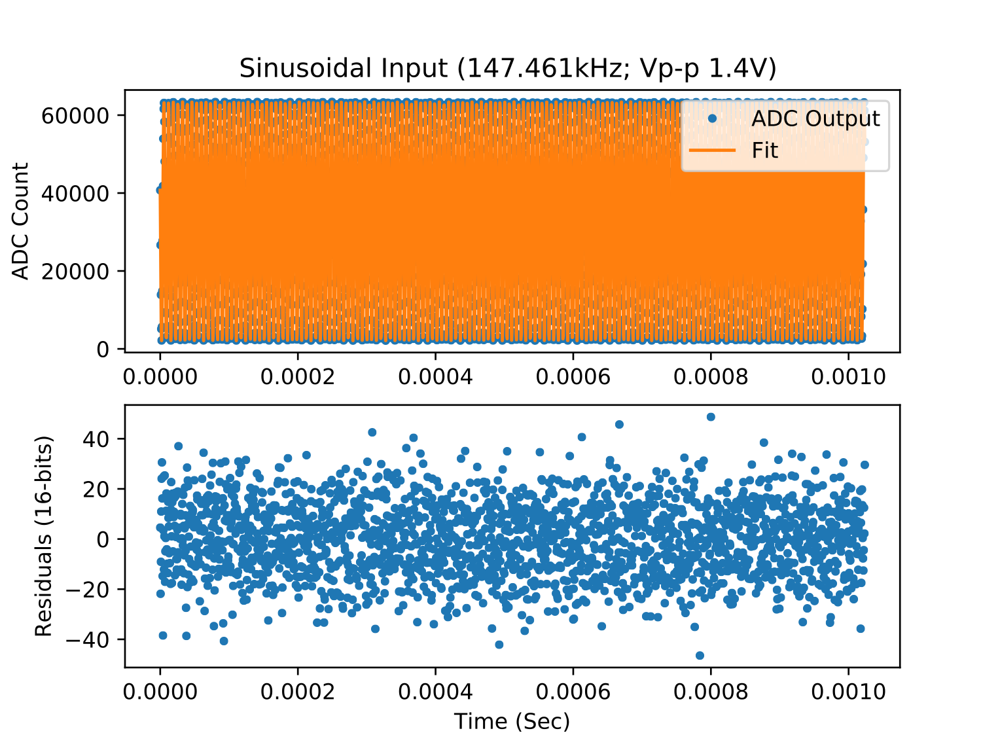 Sinusoidal Input (147.461kHz; Vp-p 1.4V)
ADC Count
60000
40000
20000
0
ADC Output
Fit
0.0000 0.0002 0.0004 0.0006 0.0008 0.0010
Residuals (16-bits)
40
20
0
−20
−40
0.0000 0.0002 0.0004 0.0006 0.0008 0.0010
Time (Sec)